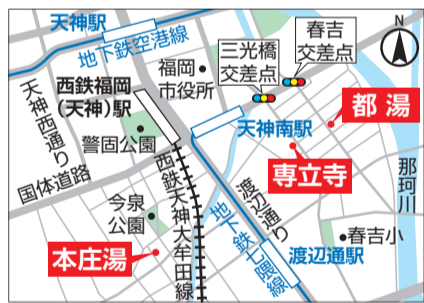 天神駅
地下鉄空港線
春吉
交差点
三光橋
交差点
N
西鉄福岡
(天神)駅
福岡
市役所
都湯
天神西通り
警固公園
天神南駅
専立寺
国体道路
西鉄天神大牟田線
渡辺通り
那珂川
今泉
公園
地下鉄七隈線
春吉小
本庄湯
渡辺通駅